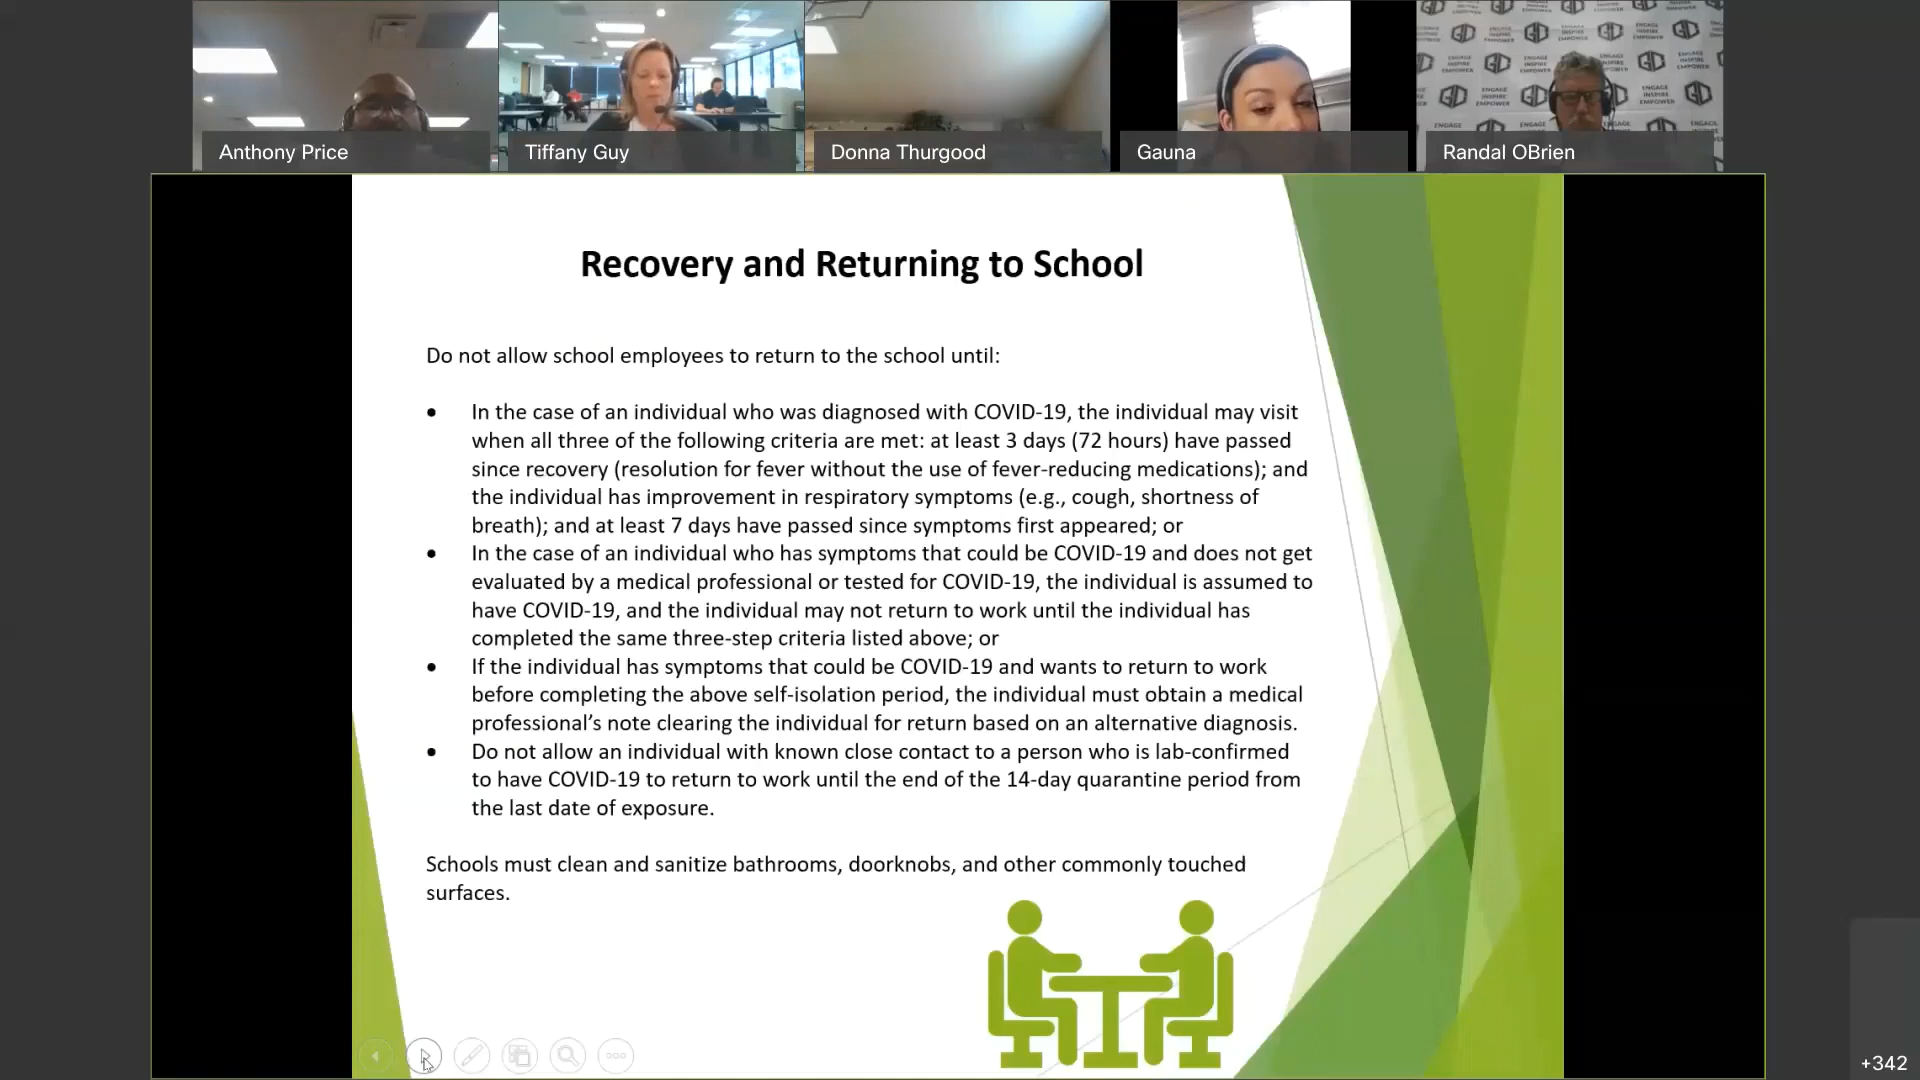 ENGAGE
INSPIRE
EMPOWER
Anthony Price
Tiffany Guy
Donna Thurgood
Gauna
Randal OBrien
Recovery and Returning to School
Do not allow school employees to return to the school until:
• In the case of an individual who was diagnosed with COVID-19, the individual may visit
when all three of the following criteria are met: at least 3 days (72 hours) have passed
since recovery (resolution for fever without the use of fever-reducing medications); and
the individual has improvement in respiratory symptoms (e.g., cough, shortness of
breath); and at least 7 days have passed since symptoms first appeared; or
• In the case of an individual who has symptoms that could be COVID-19 and does not get
evaluated by a medical professional or tested for COVID-19, the individual is assumed to
have COVID-19, and the individual may not return to work until the individual has
completed the same three-step criteria listed above; or
• If the individual has symptoms that could be COVID-19 and wants to return to work
before completing the above self-isolation period, the individual must obtain a medical
professional’s note clearing the individual for return based on an alternative diagnosis.
• Do not allow an individual with known close contact to a person who is lab-confirmed
to have COVID-19 to return to work until the end of the 14-day quarantine period from
the last date of exposure.
Schools must clean and sanitize bathrooms, doorknobs, and other commonly touched
surfaces.
+342